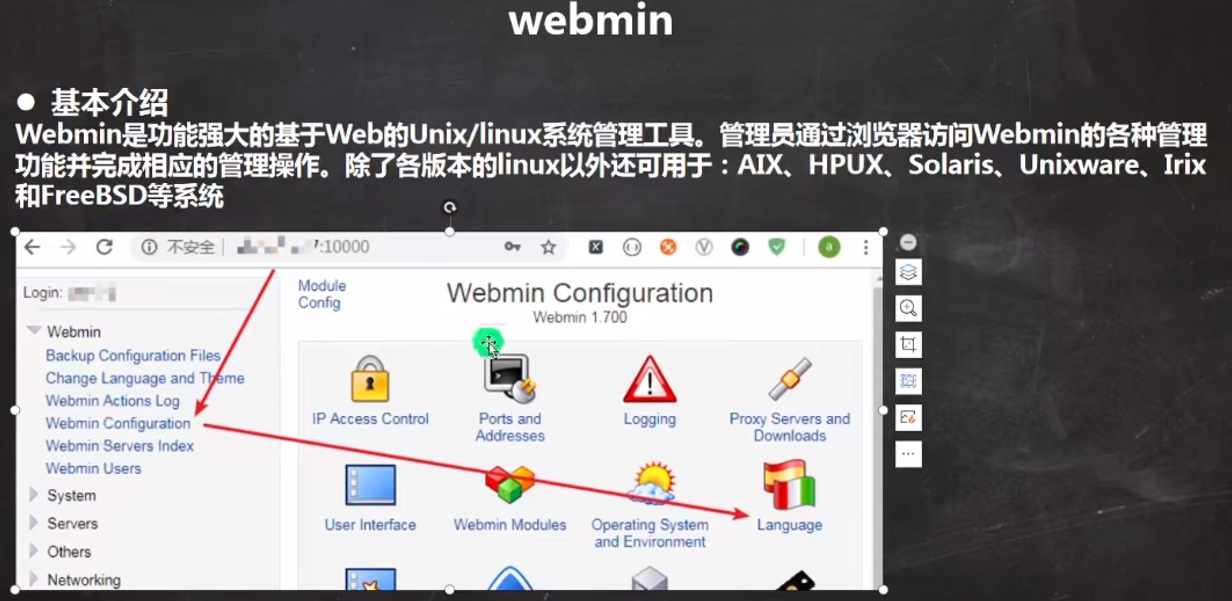 webmin
● 基本介绍
Webmin是功能强大的基于Web的Unix/linux系统管理工具。管理员通过浏览器访问Webmin的各种管理
功能并完成相应的管理操作。除了各版本的linux以外还可用于：AIX、HPUX、Solaris、Unixware、Irix
和FreeBSD等系统
不安全
:10000
a
Login:
Webmin
Backup Configuration Files
Change Language and Theme
Webmin Actions Log
Webmin Configuration
Webmin Servers Index
Webmin Users
System
Servers
Others
Networking
Module
Config
Webmin Configuration
Webmin 1.700
IP Access Control
Ports and
Addresses
Logging
Proxy Servers and
Downloads
User Interface
Webmin Modules
Operating System
and Environment
Language